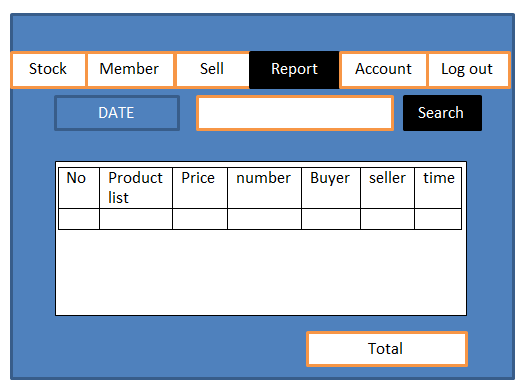 Stock Member Sell Report Account Log out
DATE Search
No Product list Price number Buyer seller time
Total